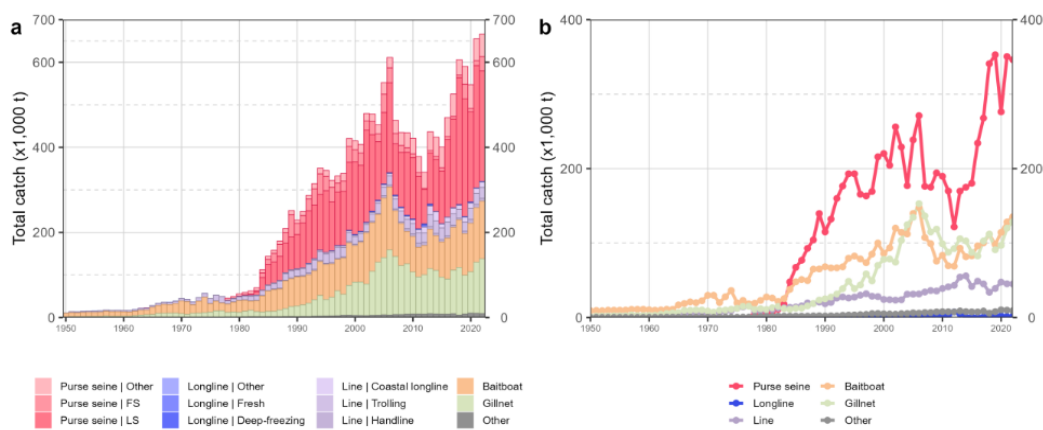 a
Total catch (x1,000 t)
700
600
400
200
0
700
600
400
200
0
1950 1960 1970 1980 1990 2000 2010 2020
b
Total catch (x1,000 t)
400
200
0
400
200
0
1950 1960 1970 1980 1990 2000 2010 2020
Purse seine | Other Longline | Other Line | Coastal longline Baitboat
Purse seine | FS Longline | Fresh Line | Trolling Gillnet
Purse seine | LS Longline | Deep-freezing Line | Handline Other
Purse seine Baitboat
Longline Gillnet
Line Other